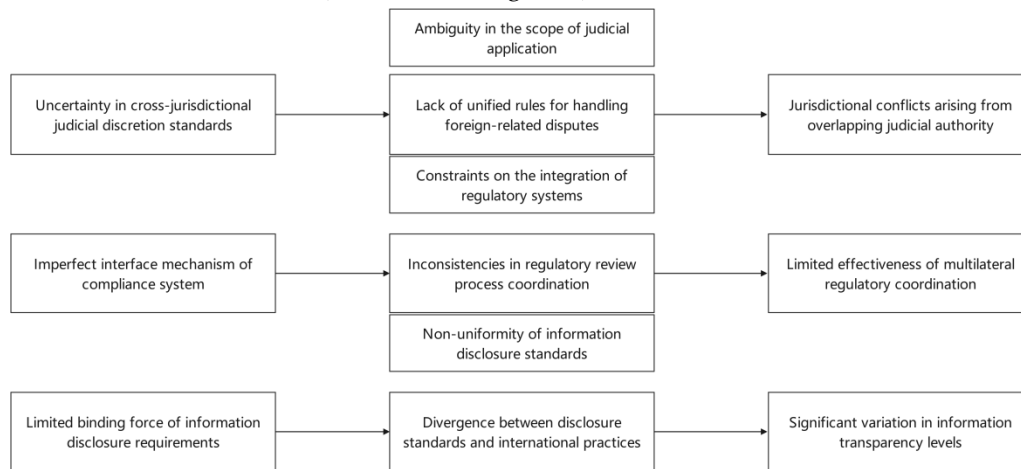 Ambiguity in the scope of judicial
application
Uncertainty in cross-jurisdictional
judicial discretion standards
Lack of unified rules for handling
foreign-related disputes
Jurisdictional conflicts arising from
overlapping judicial authority
Constraints on the integration of
regulatory systems
Imperfect interface mechanism of
compliance system
Inconsistencies in regulatory review
process coordination
Limited effectiveness of multilateral
regulatory coordination
Non-uniformity of information
disclosure standards
Limited binding force of information
disclosure requirements
Divergence between disclosure
standards and international practices
Significant variation in information
transparency levels